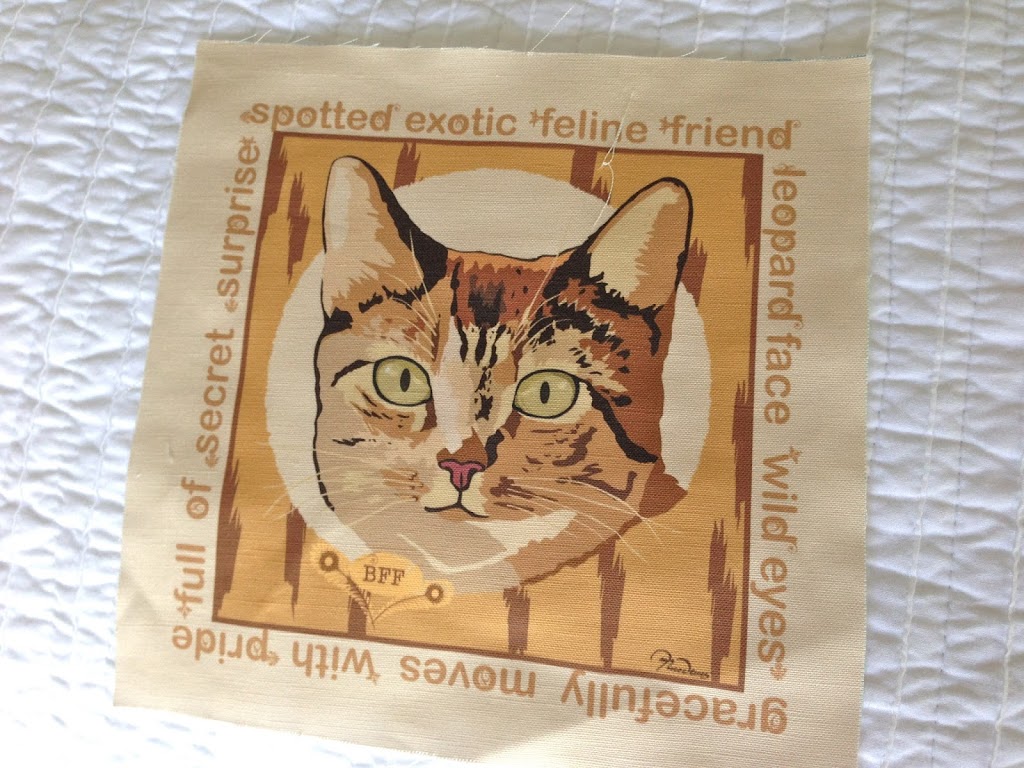 spotted exotic feline friend
leopard face wild eyes
gracefully moves with pride
full of secret surprise
BFF